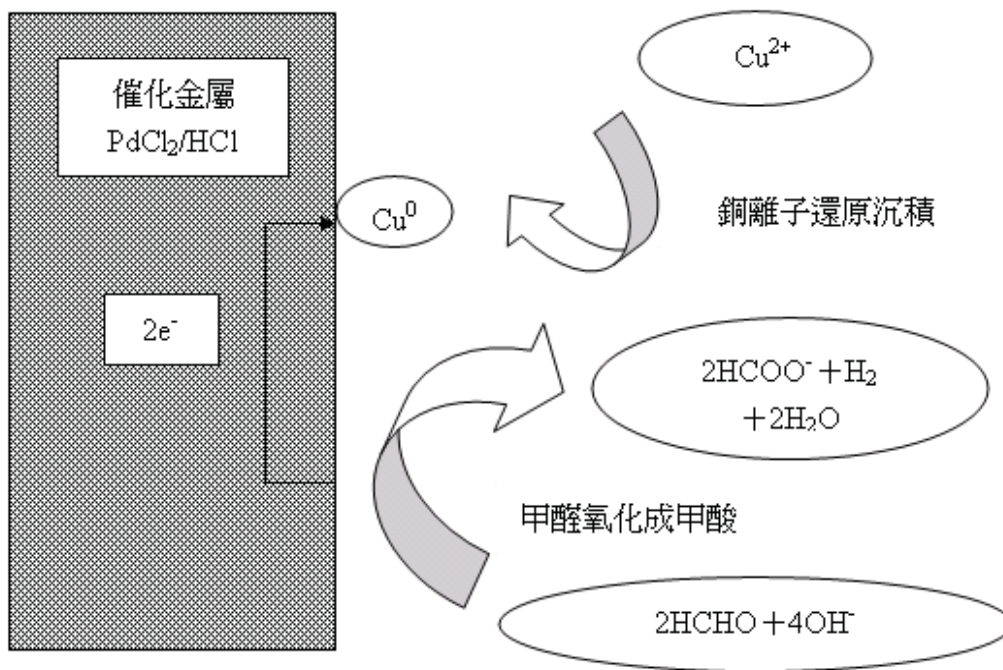 催化金屬
PdCl₂/HCl
Cu²⁺
Cu⁰
銅離子還原沉積
2e⁻
2HCOO⁻+H₂
+2H₂O
甲醛氧化成甲酸
2HCHO+4OH⁻